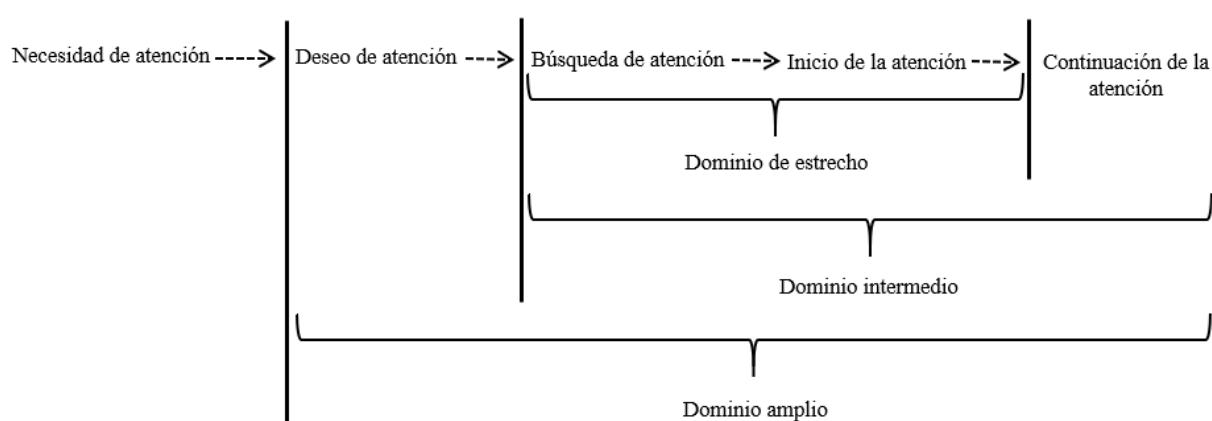 Necesidad de atención
Deseo de atención
Búsqueda de atención
Inicio de la atención
Continuación de la
atención
Dominio de estrecho
Dominio intermedio
Dominio amplio